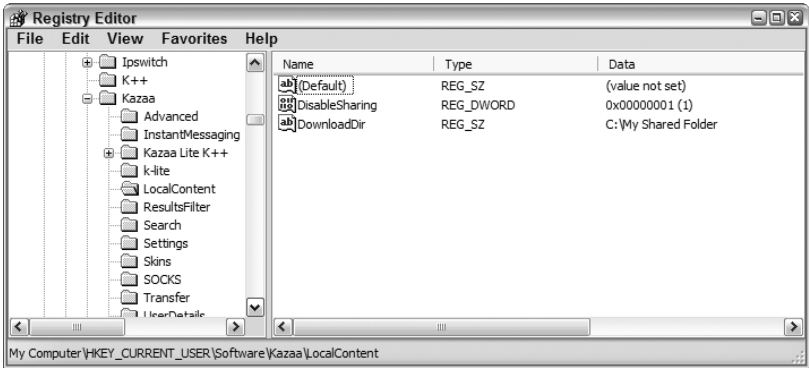 Registry Editor
File Edit View Favorites Help
Ipswitch
K++
Kazaa
Advanced
InstantMessaging
Kazaa Lite K++
k-lite
LocalContent
ResultsFilter
Search
Settings
Skins
SOCKS
Transfer
UserDetails
Name Type Data
(Default) REG_SZ (value not set)
DisableSharing REG_DWORD 0x00000001 (1)
DownloadDir REG_SZ C:\My Shared Folder
My Computer\HKEY_CURRENT_USER\Software\Kazaa\LocalContent